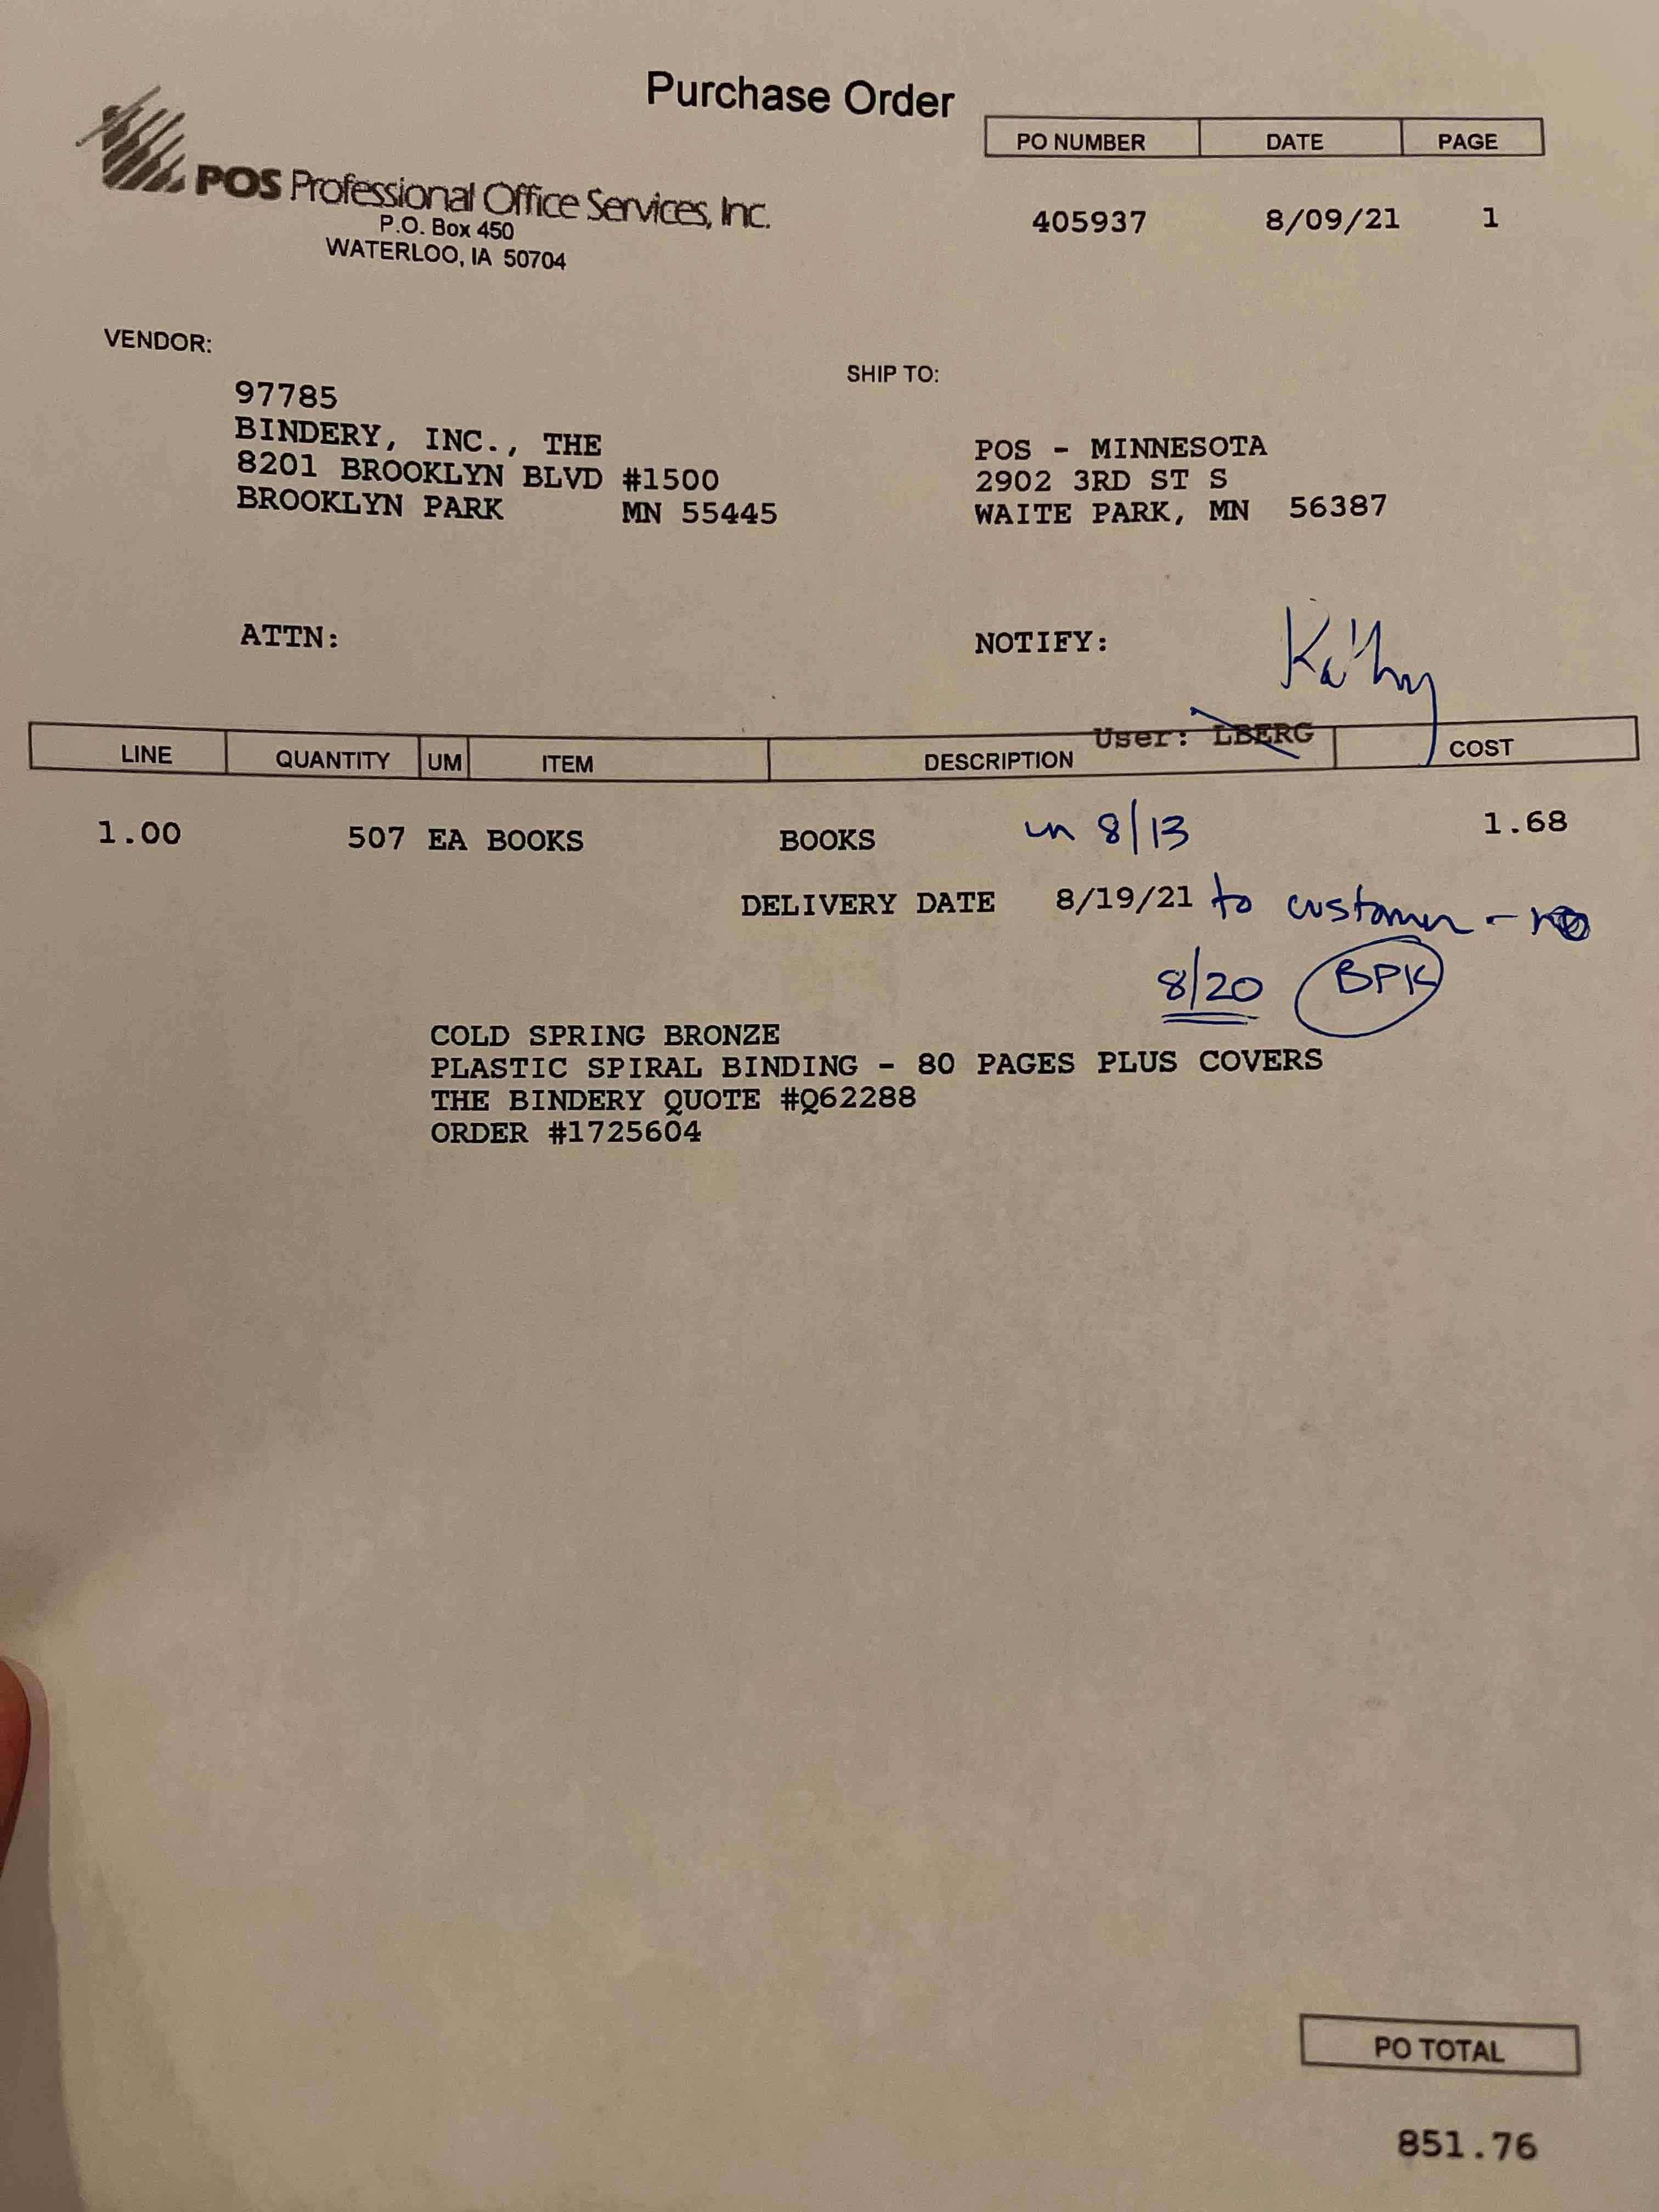 Purchase Order
PO NUMBER DATE PAGE
POS Professional Office Services, Inc.
P.O. Box 450
WATERLOO, IA 50704
405937 8/09/21 1
VENDOR:
SHIP TO:
97785
BINDERY, INC., THE
8201 BROOKLYN BLVD #1500
BROOKLYN PARK MN 55445
POS - MINNESOTA
2902 3RD ST S
WAITE PARK, MN 56387
ATTN:
NOTIFY: Kathy
User: LBERG
LINE QUANTITY UM ITEM DESCRIPTION COST
1.00 507 EA BOOKS BOOKS in 8/13 1.68
DELIVERY DATE 8/19/21 to customer -
8/20 BPK
COLD SPRING BRONZE
PLASTIC SPIRAL BINDING - 80 PAGES PLUS COVERS
THE BINDERY QUOTE #Q62288
ORDER #1725604
PO TOTAL
851.76